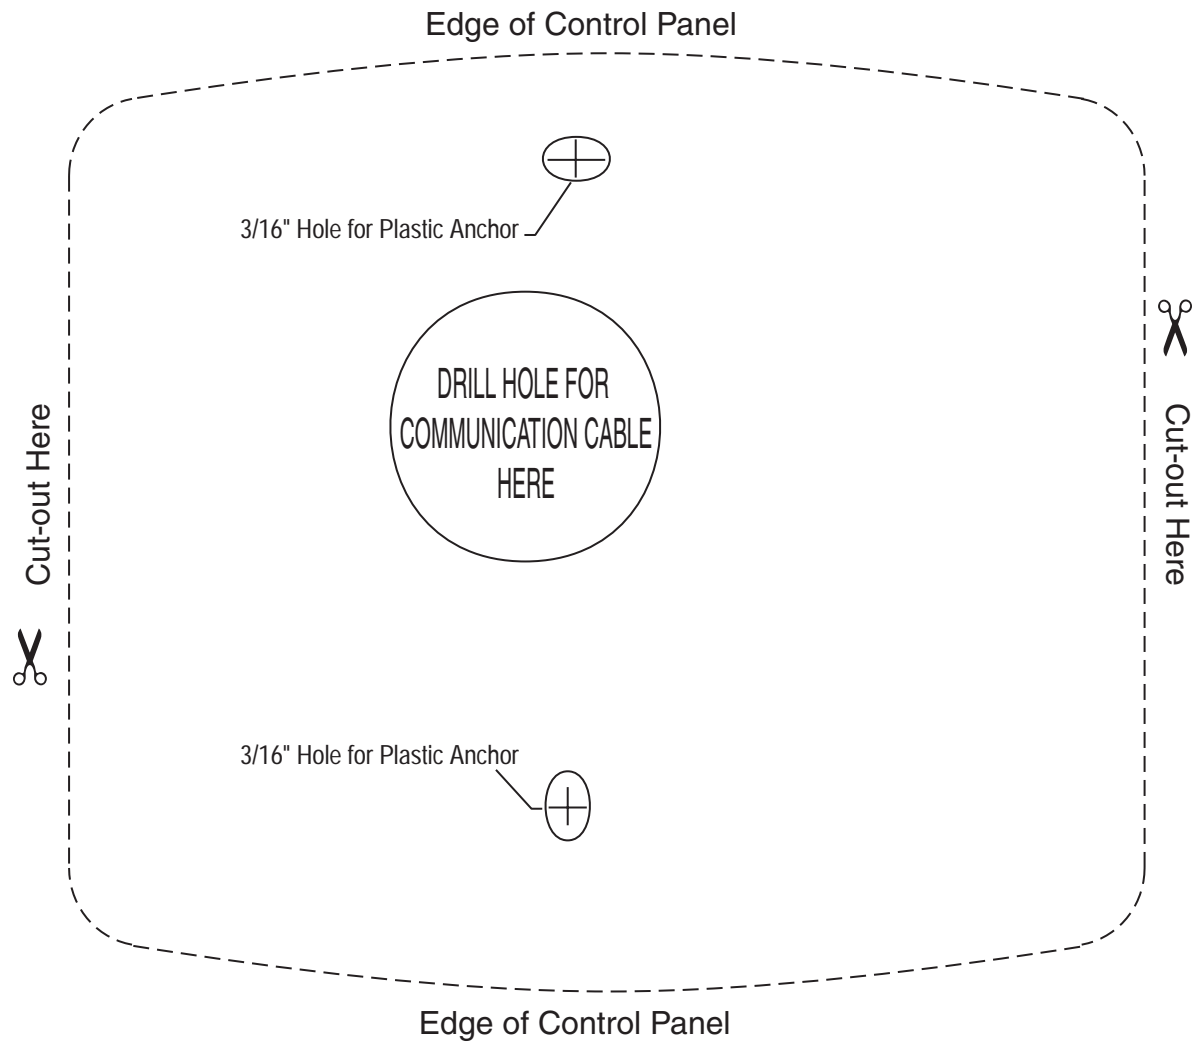 Edge of Control Panel
3/16" Hole for Plastic Anchor
DRILL HOLE FOR
COMMUNICATION CABLE
HERE
Cut-out Here
Cut-out Here
3/16" Hole for Plastic Anchor
Edge of Control Panel